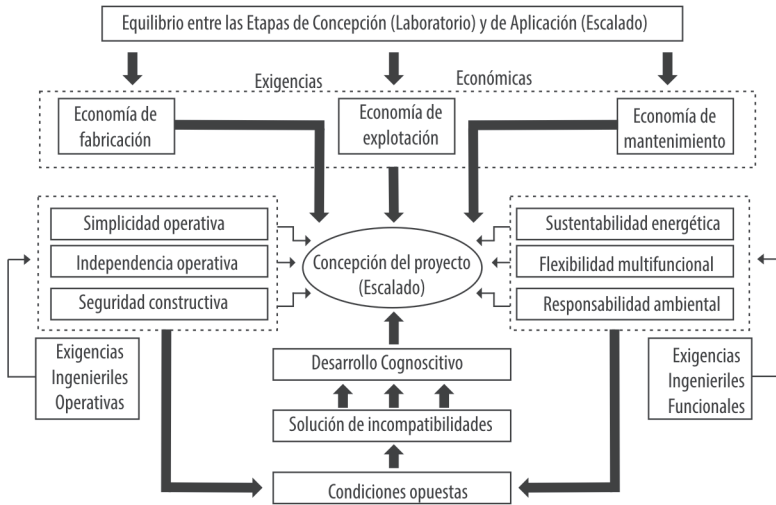 Equilibrio entre las Etapas de Concepción (Laboratorio) y de Aplicación (Escalado)
Exigencias
Económicas
Economía de
fabricación
Economía de
explotación
Economía de
mantenimiento
Simplicidad operativa
Independencia operativa
Seguridad constructiva
Concepción del proyecto
(Escalado)
Sustentabilidad energética
Flexibilidad multifuncional
Responsabilidad ambiental
Exigencias
Ingenieriles
Operativas
Desarrollo Cognoscitivo
Exigencias
Ingenieriles
Funcionales
Solución de incompatibilidades
Condiciones opuestas